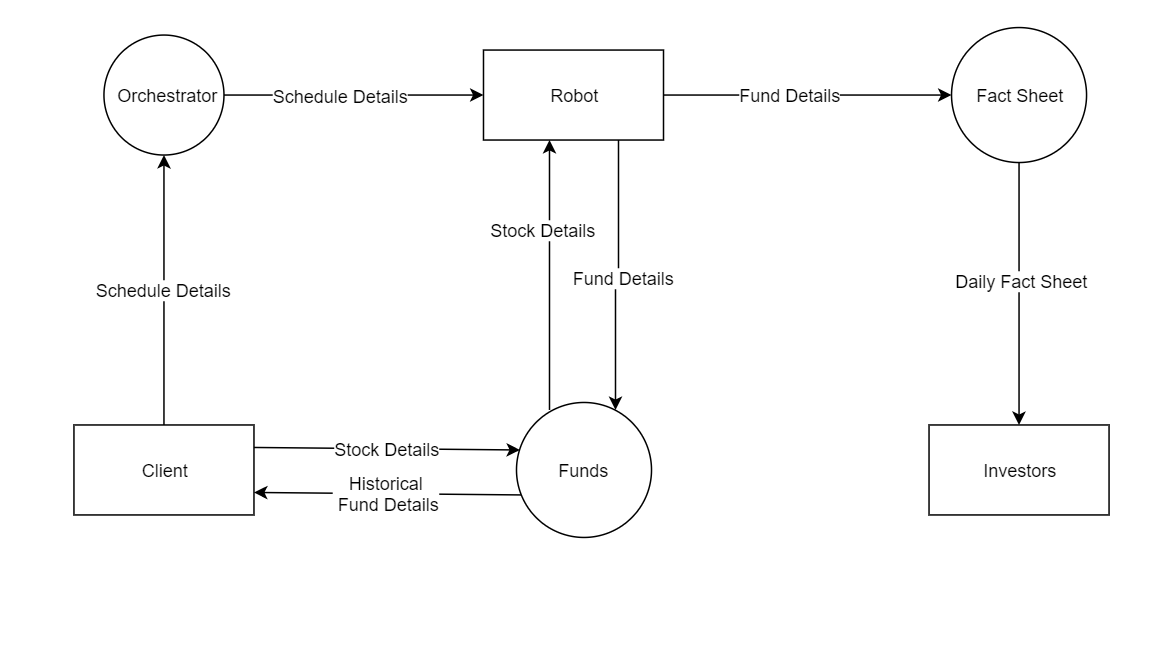 Orchestrator
Schedule Details
Robot
Fund Details
Fact Sheet
Stock Details
Fund Details
Schedule Details
Daily Fact Sheet
Client
Stock Details
Historical
Fund Details
Funds
Investors